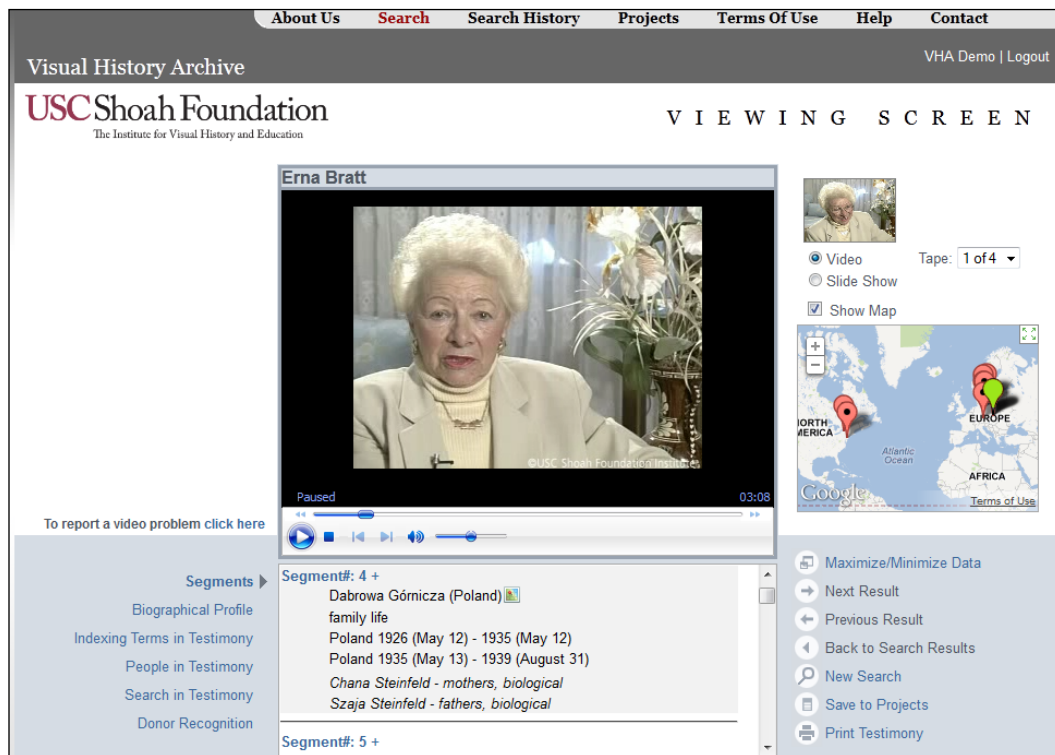 About Us Search Search History Projects Terms Of Use Help Contact
VHA Demo | Logout
Visual History Archive
USC Shoah Foundation
The Institute for Visual History and Education
VIEWING SCREEN
Erna Bratt
©USC Shoah Foundation Institute
Paused 03:08
To report a video problem click here
Video Tape: 1 of 4
Slide Show
Show Map
+
−
NORTH
AMERICA
EUROPE
Atlantic
Ocean
AFRICA
Google
Terms of Use
Segments
Biographical Profile
Indexing Terms in Testimony
People in Testimony
Search in Testimony
Donor Recognition
Segment#: 4 +
Dabrowa Górnicza (Poland)
family life
Poland 1926 (May 12) - 1935 (May 12)
Poland 1935 (May 13) - 1939 (August 31)
Chana Steinfeld - mothers, biological
Szaja Steinfeld - fathers, biological
Segment#: 5 +
Maximize/Minimize Data
Next Result
Previous Result
Back to Search Results
New Search
Save to Projects
Print Testimony